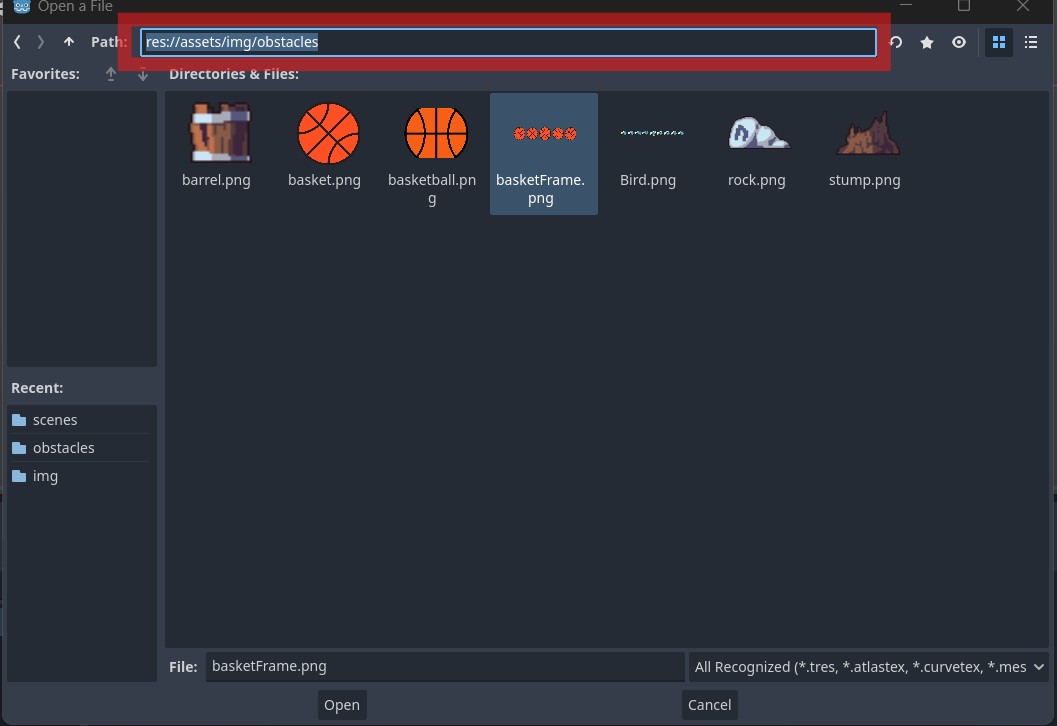 Open a File
Path:
res://assets/img/obstacles
Favorites:
Directories & Files:
barrel.png
basket.png
basketball.pn
g
basketFrame.
png
Bird.png
rock.png
stump.png
Recent:
scenes
obstacles
img
File:
basketFrame.png
All Recognized (*.tres, *.atlastex, *.curvetex, *.mes
Open
Cancel